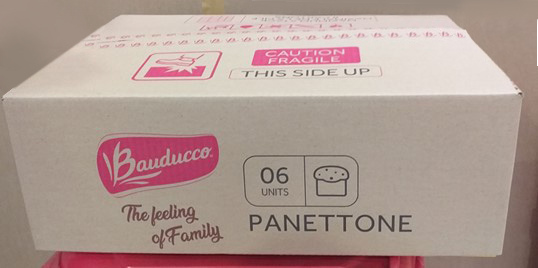 CAUTION
FRAGILE
THIS SIDE UP
Bauducco
The feeling
of Family
06
UNITS
PANETTONE